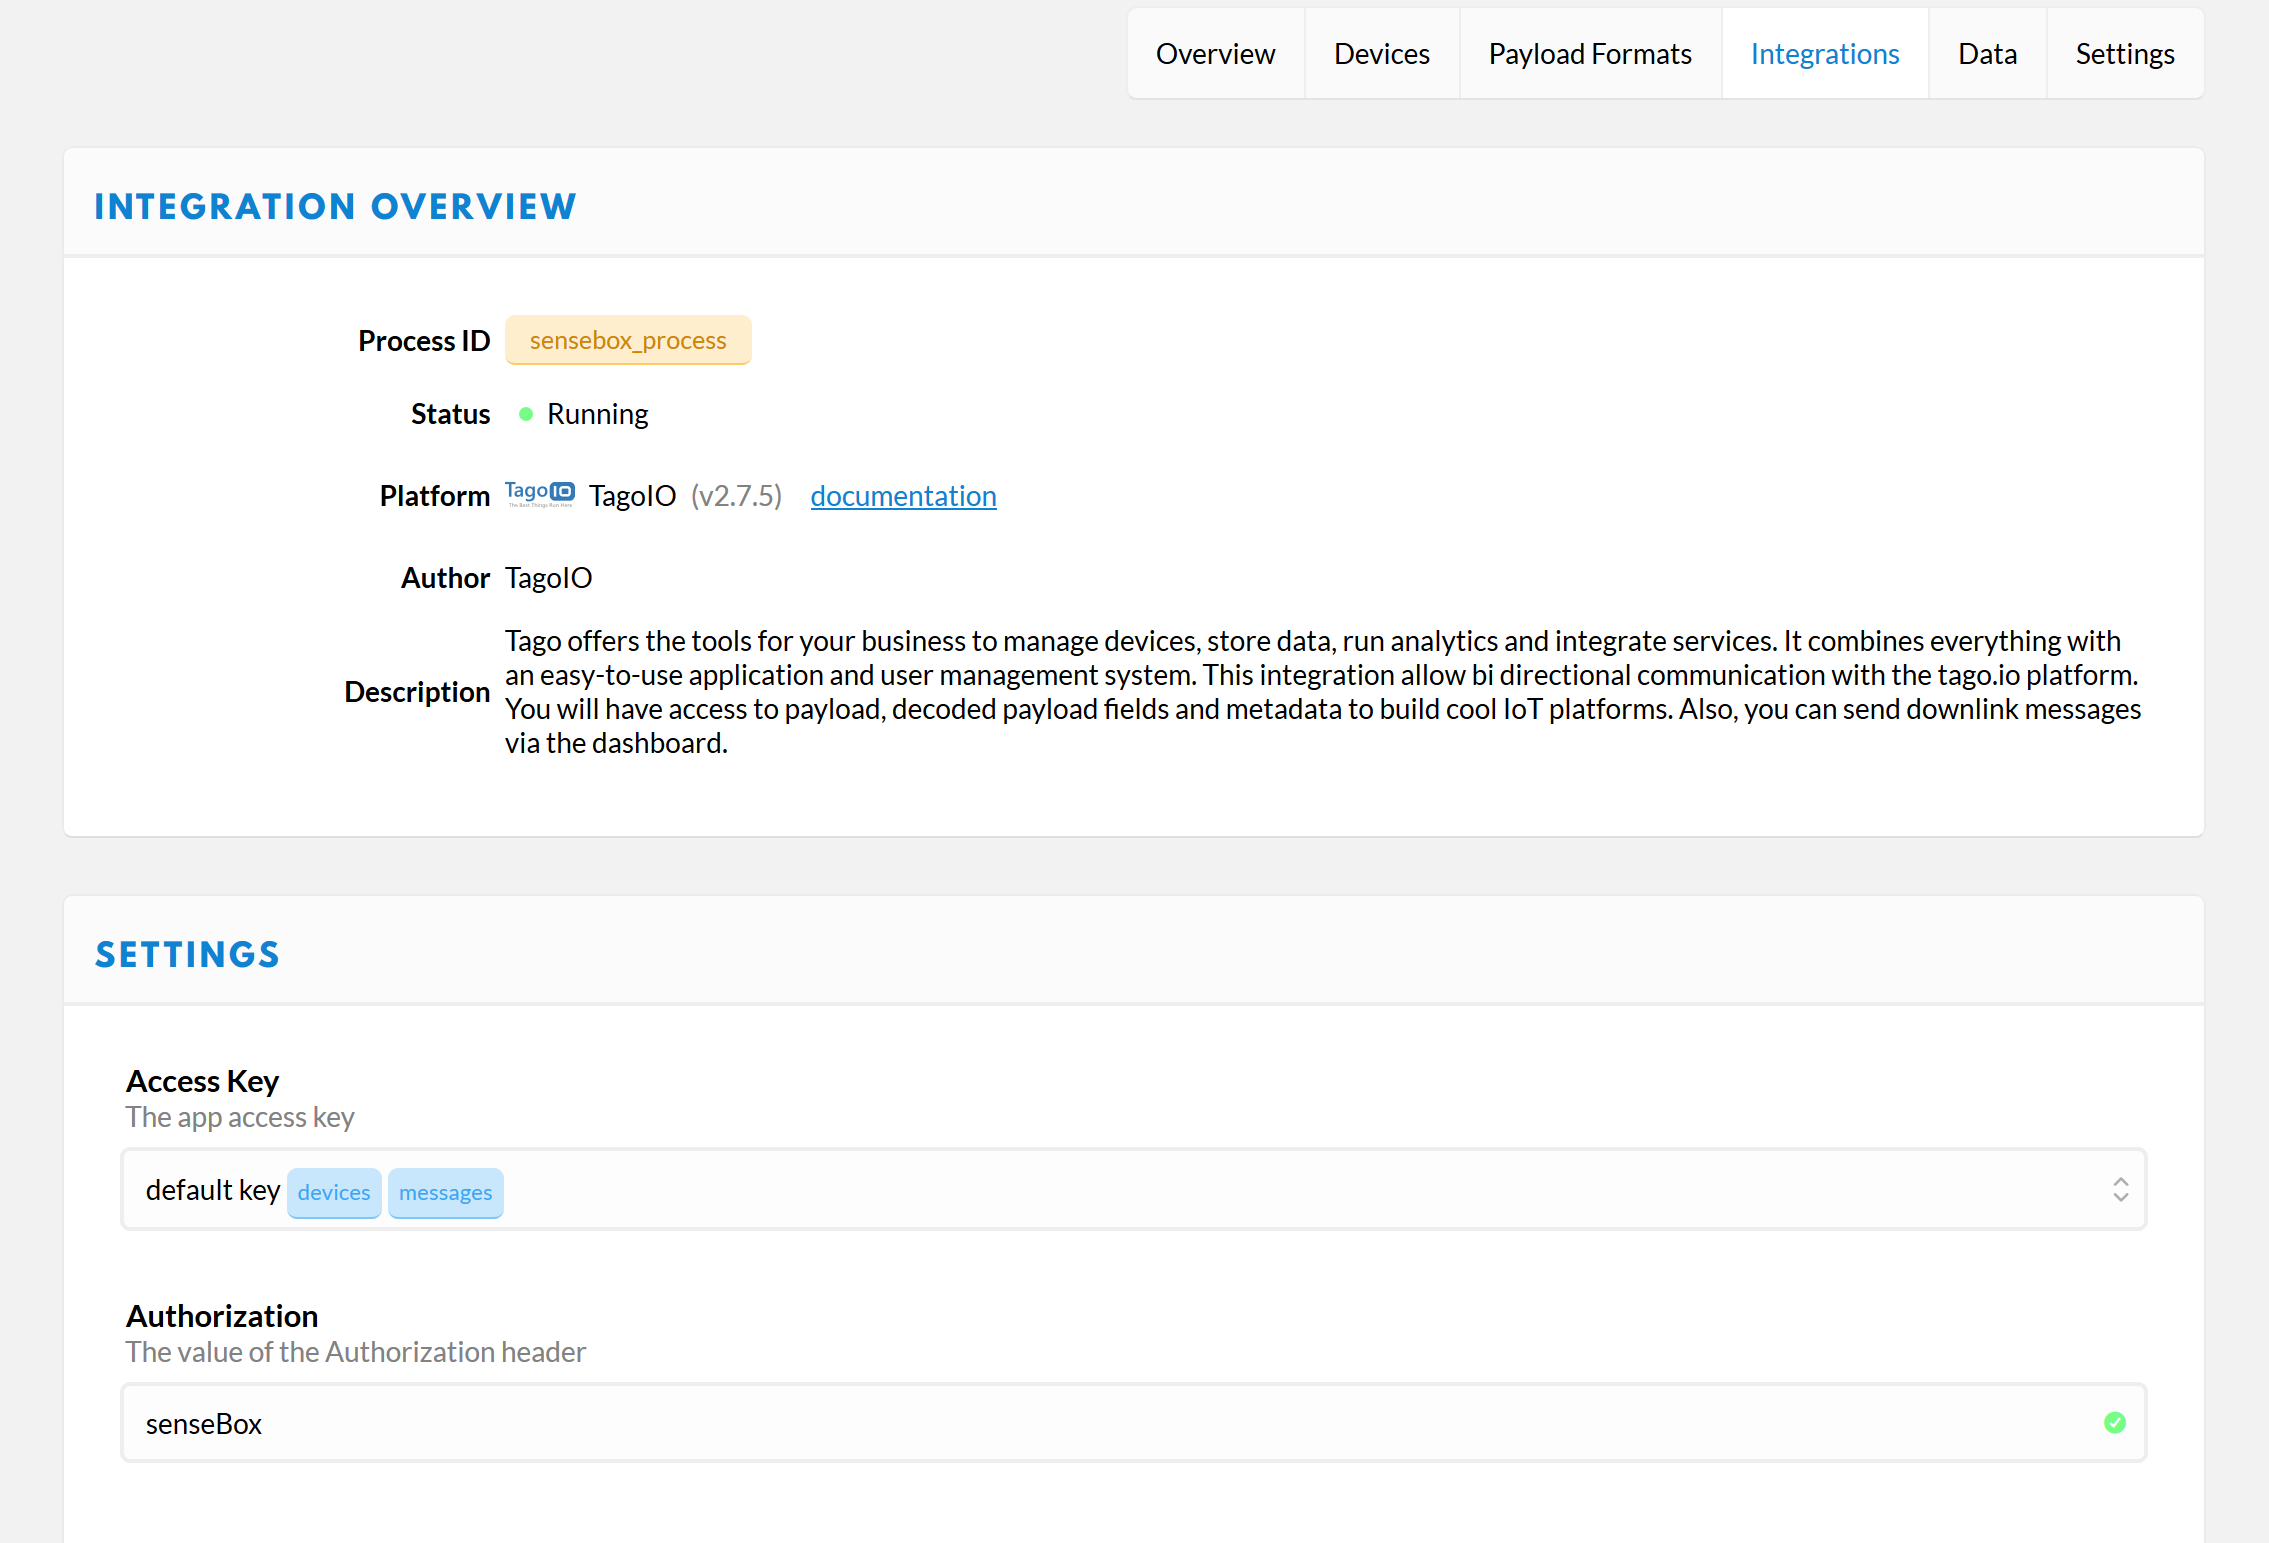 Overview Devices Payload Formats Integrations Data Settings
INTEGRATION OVERVIEW
Process ID sensebox_process
Status Running
Platform TagoIO The Best Things Run Here TagoIO (v2.7.5) documentation
Author TagoIO
Description Tago offers the tools for your business to manage devices, store data, run analytics and integrate services. It combines everything with
an easy-to-use application and user management system. This integration allow bi directional communication with the tago.io platform.
You will have access to payload, decoded payload fields and metadata to build cool IoT platforms. Also, you can send downlink messages
via the dashboard.
SETTINGS
Access Key
The app access key
default key devices messages
Authorization
The value of the Authorization header
senseBox